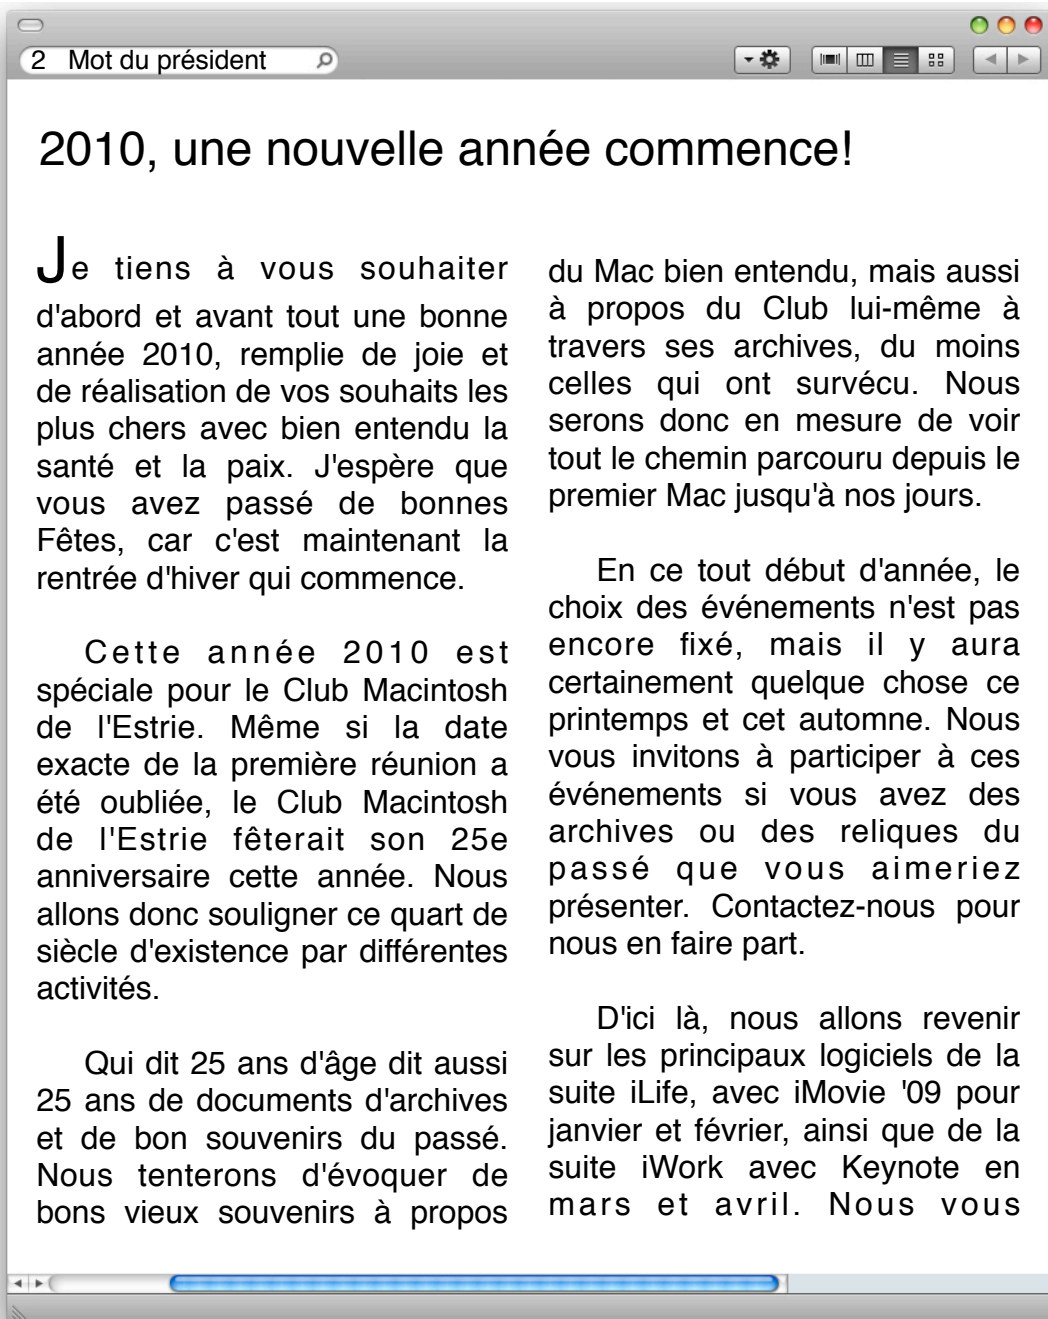 2 Mot du président
2010, une nouvelle année commence!
Je tiens à vous souhaiter
d'abord et avant tout une bonne
année 2010, remplie de joie et
de réalisation de vos souhaits les
plus chers avec bien entendu la
santé et la paix. J'espère que
vous avez passé de bonnes
Fêtes, car c'est maintenant la
rentrée d'hiver qui commence.
Cette année 2010 est
spéciale pour le Club Macintosh
de l'Estrie. Même si la date
exacte de la première réunion a
été oubliée, le Club Macintosh
de l'Estrie fêterait son 25e
anniversaire cette année. Nous
allons donc souligner ce quart de
siècle d'existence par différentes
activités.
Qui dit 25 ans d'âge dit aussi
25 ans de documents d'archives
et de bon souvenirs du passé.
Nous tenterons d'évoquer de
bons vieux souvenirs à propos
du Mac bien entendu, mais aussi
à propos du Club lui-même à
travers ses archives, du moins
celles qui ont survécu. Nous
serons donc en mesure de voir
tout le chemin parcouru depuis le
premier Mac jusqu'à nos jours.
En ce tout début d'année, le
choix des événements n'est pas
encore fixé, mais il y aura
certainement quelque chose ce
printemps et cet automne. Nous
vous invitons à participer à ces
événements si vous avez des
archives ou des reliques du
passé que vous aimeriez
présenter. Contactez-nous pour
nous en faire part.
D'ici là, nous allons revenir
sur les principaux logiciels de la
suite iLife, avec iMovie '09 pour
janvier et février, ainsi que de la
suite iWork avec Keynote en
mars et avril. Nous vous